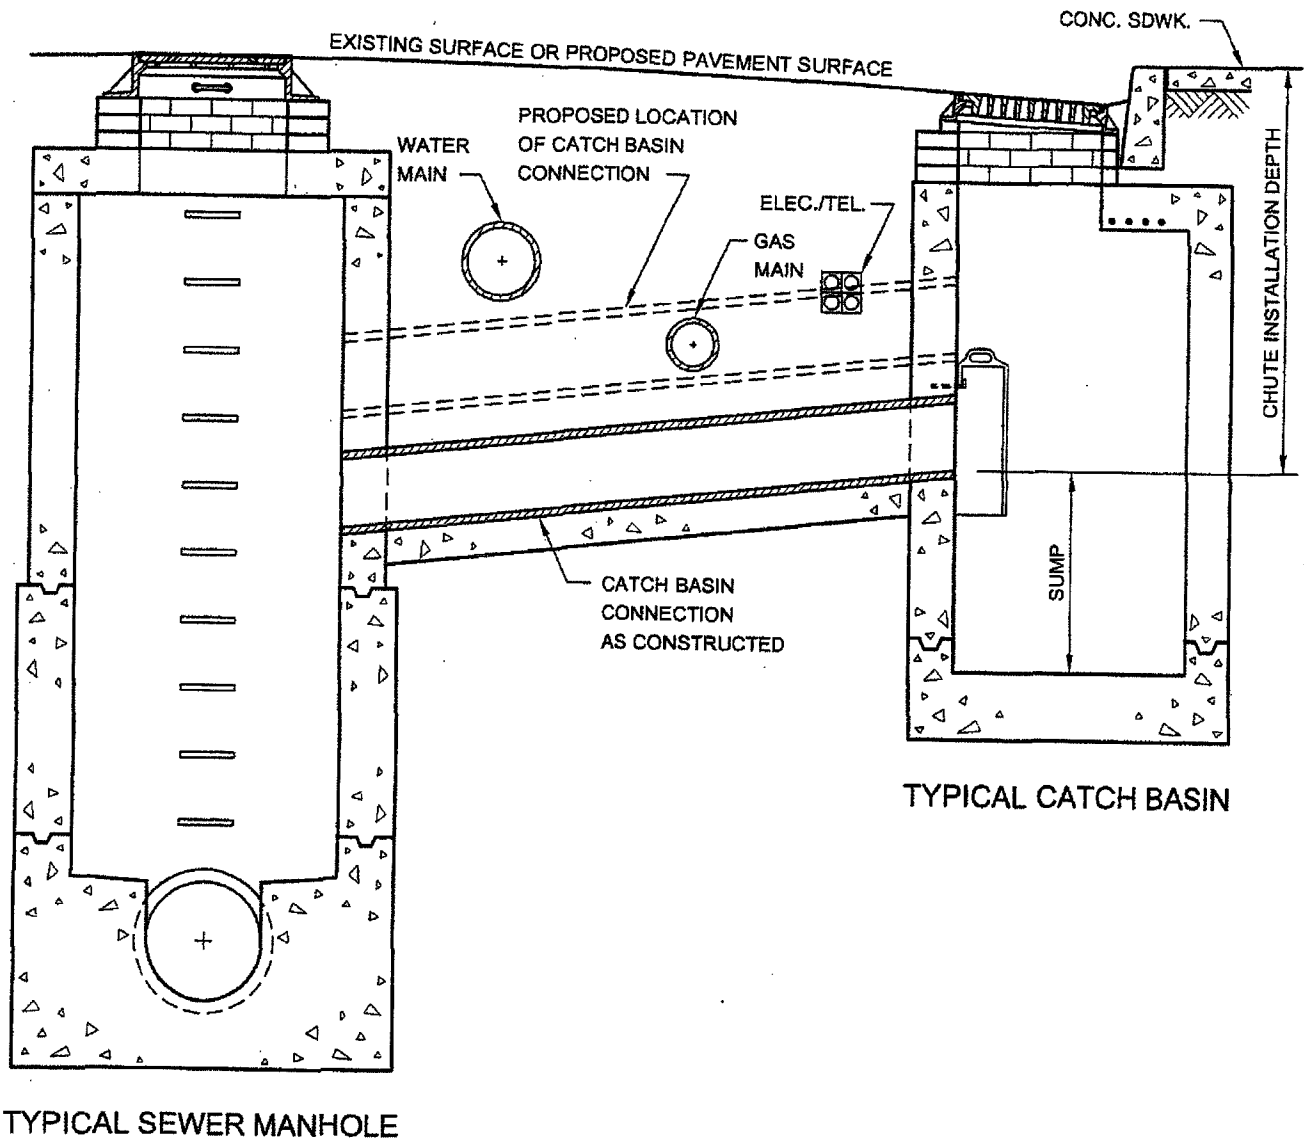 CONC. SDWK.
EXISTING SURFACE OR PROPOSED PAVEMENT SURFACE
PROPOSED LOCATION
OF CATCH BASIN
CONNECTION
WATER
MAIN
ELEC./TEL.
GAS
MAIN
CHUTE INSTALLATION DEPTH
SUMP
CATCH BASIN
CONNECTION
AS CONSTRUCTED
TYPICAL CATCH BASIN
TYPICAL SEWER MANHOLE